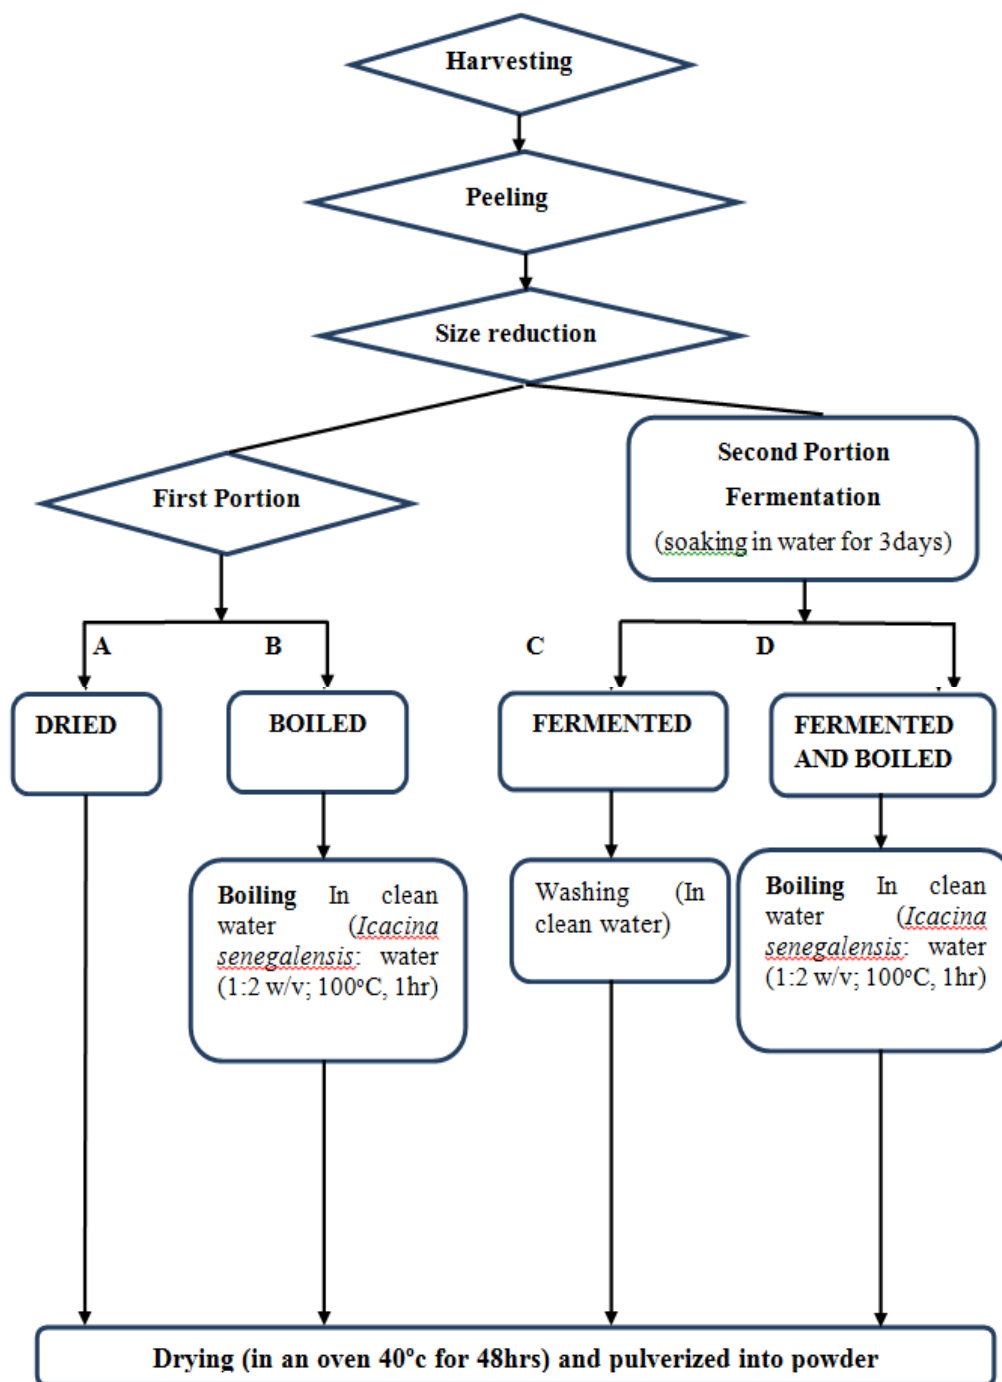 Harvesting
Peeling
Size reduction
First Portion
Second Portion
Fermentation
(soaking in water for 3days)
A
B
C
D
DRIED
BOILED
FERMENTED
FERMENTED
AND BOILED
Boiling In clean
water (Icacina
senegalensis: water
(1:2 w/v; 100°C, 1hr)
Washing (In
clean water)
Boiling In clean
water (Icacina
senegalensis: water
(1:2 w/v; 100°C, 1hr)
Drying (in an oven 40°c for 48hrs) and pulverized into powder